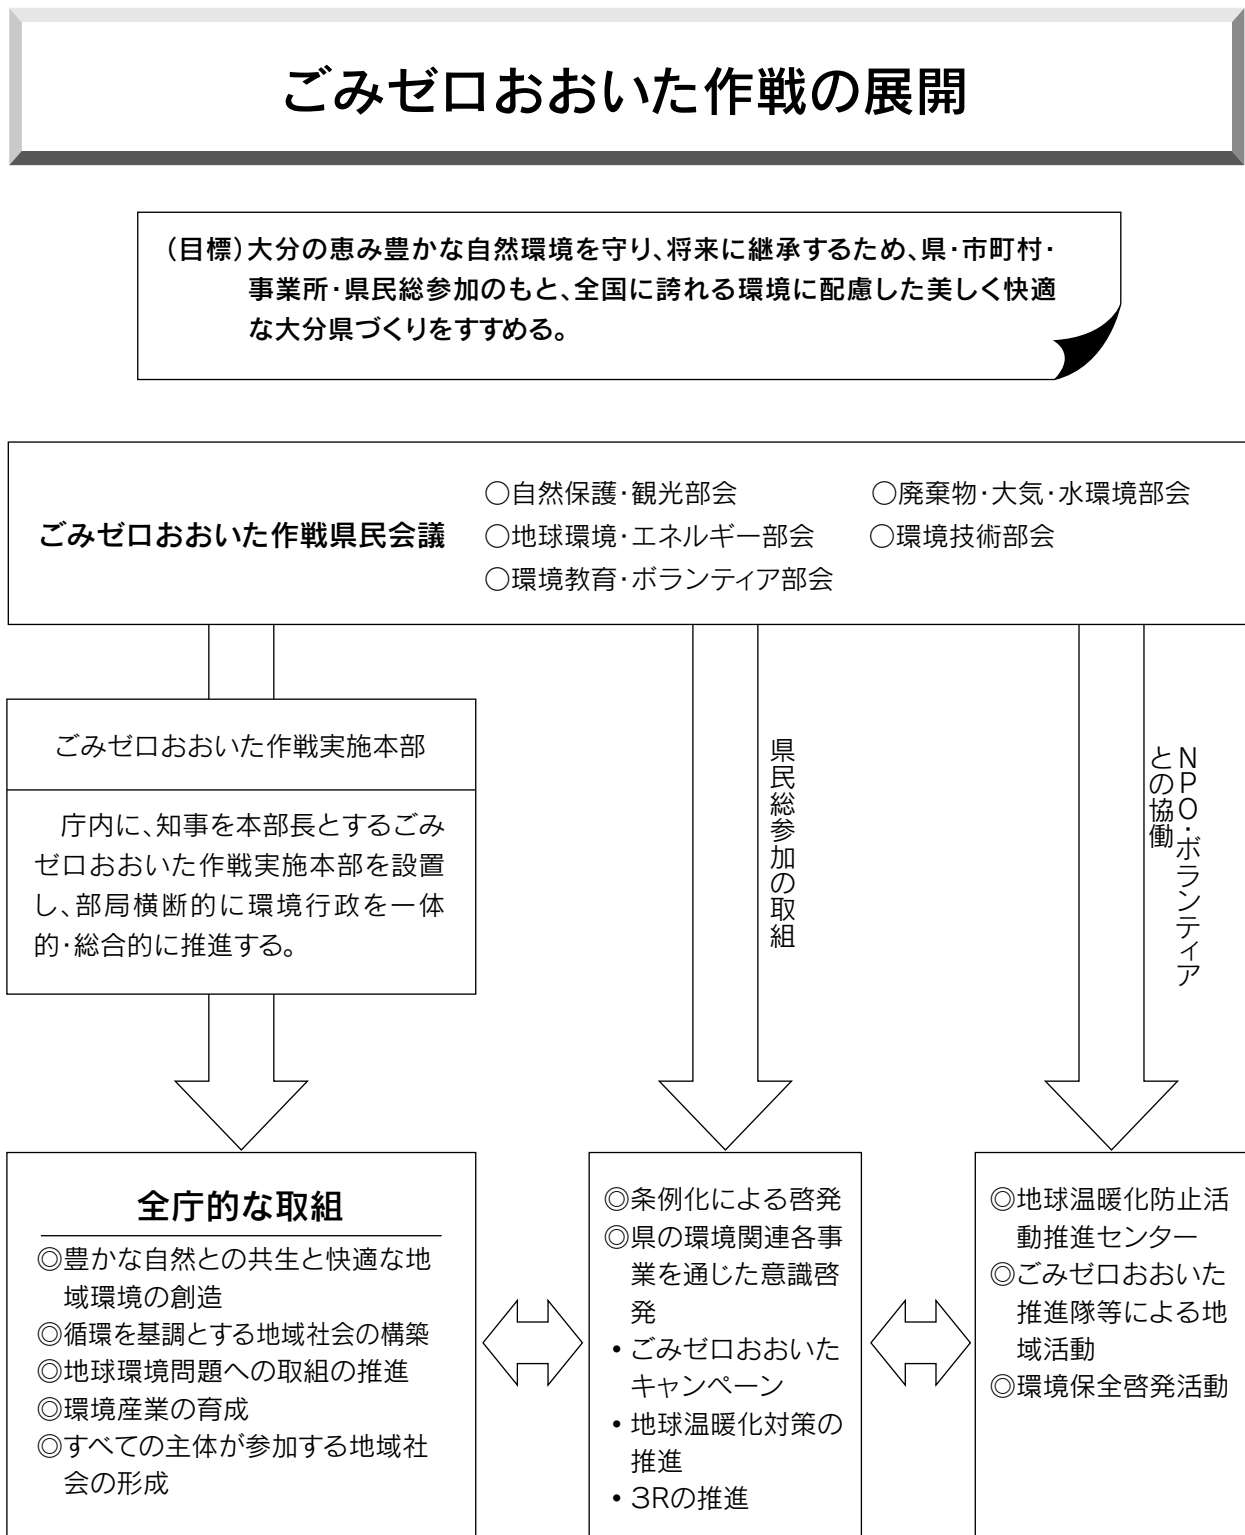 ごみゼロおおいた作戦の展開
(目標)大分の恵み豊かな自然環境を守り、将来に継承するため、県・市町村・
事業所・県民総参加のもと、全国に誇れる環境に配慮した美しく快適
な大分県づくりをすすめる。
ごみゼロおおいた作戦県民会議
○自然保護・観光部会
○廃棄物・大気・水環境部会
○地球環境・エネルギー部会
○環境技術部会
○環境教育・ボランティア部会
ごみゼロおおいた作戦実施本部
庁内に、知事を本部長とするごみ
ゼロおおいた作戦実施本部を設置
し、部局横断的に環境行政を一体
的・総合的に推進する。
県民総参加の取組
NPO・ボランティア
との協働
全庁的な取組
◎豊かな自然との共生と快適な地
域環境の創造
◎循環を基調とする地域社会の構築
◎地球環境問題への取組の推進
◎環境産業の育成
◎すべての主体が参加する地域社
会の形成
◎条例化による啓発
◎県の環境関連各事
業を通じた意識啓
発
・ごみゼロおおいた
キャンペーン
・地球温暖化対策の
推進
・3Rの推進
◎地球温暖化防止活
動推進センター
◎ごみゼロおおいた
推進隊等による地
域活動
◎環境保全啓発活動